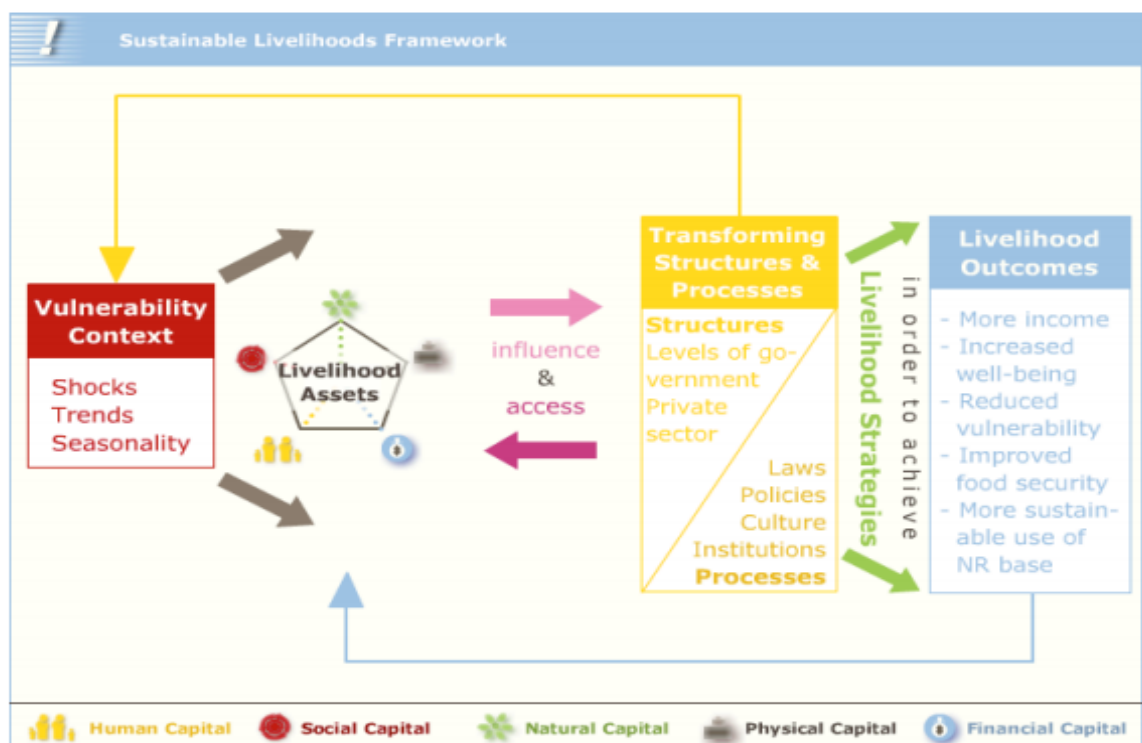 !
Sustainable Livelihoods Framework
Vulnerability
Context
Shocks
Trends
Seasonality
Livelihood
Assets
influence
&
access
Transforming
Structures &
Processes
Structures
Levels of go-
vernment
Private
sector
Laws
Policies
Culture
Institutions
Processes
Livelihood Strategies
in order to achieve
Livelihood
Outcomes
- More income
- Increased
well-being
- Reduced
vulnerability
- Improved
food security
- More sustain-
able use of
NR base
Human Capital
Social Capital
Natural Capital
Physical Capital
Financial Capital